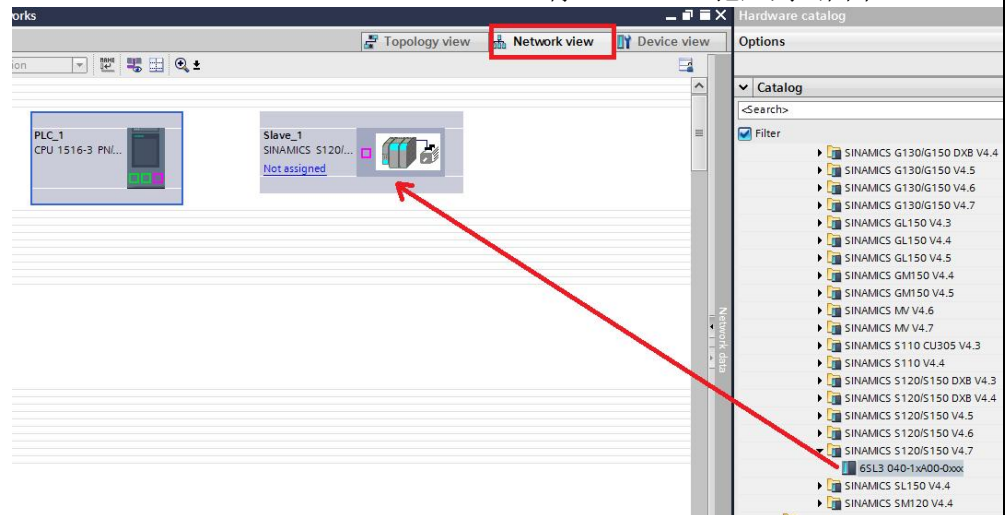 orks
Topology view
Network view
Device view
ion
PLC_1
CPU 1516-3 PN/...
Slave_1
SINAMICS S120/...
Not assigned
Network data
Hardware catalog
Options
Catalog
<Search>
Filter
SINAMICS G130/G150 DXB V4.4
SINAMICS G130/G150 V4.5
SINAMICS G130/G150 V4.6
SINAMICS G130/G150 V4.7
SINAMICS GL150 V4.3
SINAMICS GL150 V4.4
SINAMICS GL150 V4.5
SINAMICS GM150 V4.4
SINAMICS GM150 V4.5
SINAMICS MV V4.6
SINAMICS MV V4.7
SINAMICS S110 CU305 V4.3
SINAMICS S110 V4.4
SINAMICS S120/S150 DXB V4.3
SINAMICS S120/S150 DXB V4.4
SINAMICS S120/S150 V4.5
SINAMICS S120/S150 V4.6
SINAMICS S120/S150 V4.7
6SL3 040-1xA00-0xxx
SINAMICS SL150 V4.4
SINAMICS SM120 V4.4